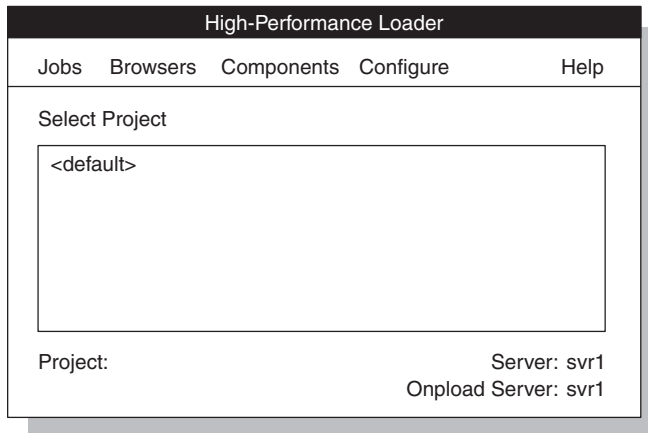 High-Performance Loader
Jobs Browsers Components Configure Help
Select Project
<default>
Project: Server: svr1
Onpload Server: svr1